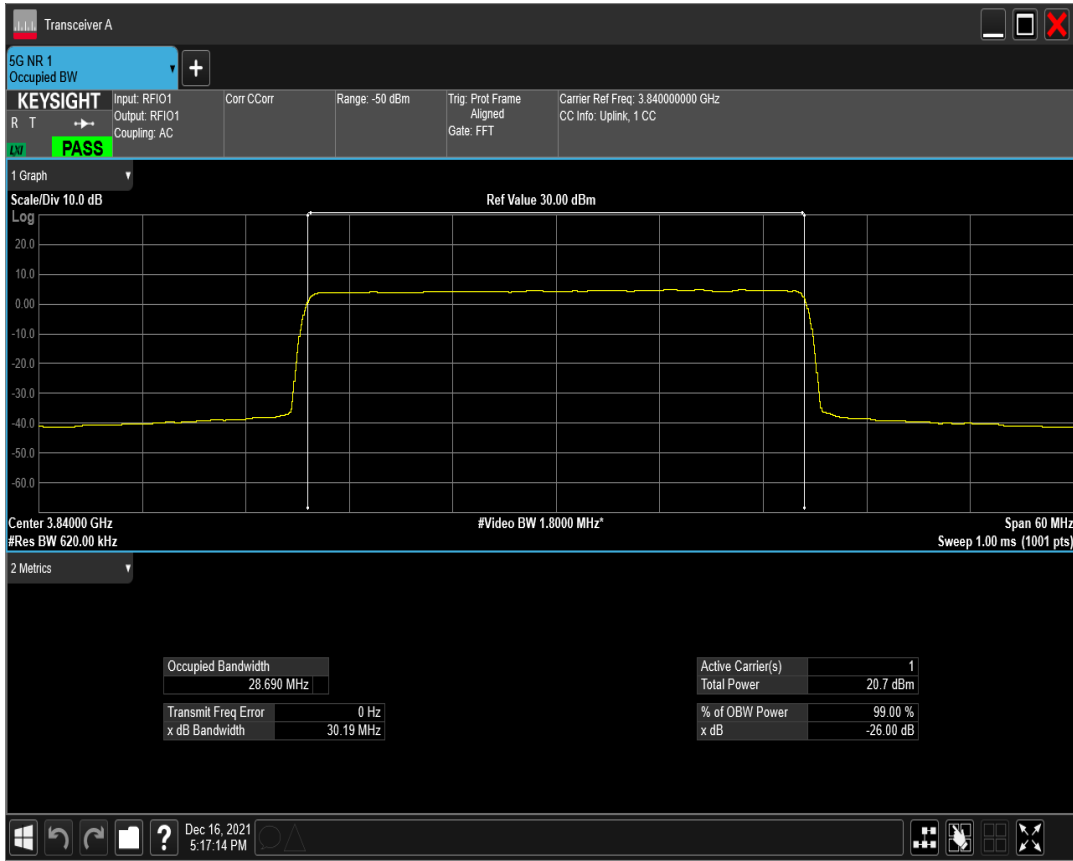 Transceiver A
5G NR 1
Occupied BW
KEYSIGHT
R T
LXI
PASS
Input: RFIO1
Output: RFIO1
Coupling: AC
Corr CCorr
Range: -50 dBm
Trig: Prot Frame
Aligned
Gate: FFT
Carrier Ref Freq: 3.840000000 GHz
CC Info: Uplink, 1 CC
1 Graph
Scale/Div 10.0 dB
Ref Value 30.00 dBm
Log
20.0
10.0
0.00
-10.0
-20.0
-30.0
-40.0
-50.0
-60.0
Center 3.84000 GHz
#Video BW 1.8000 MHz*
Span 60 MHz
#Res BW 620.00 kHz
Sweep 1.00 ms (1001 pts)
2 Metrics
Occupied Bandwidth
28.690 MHz
Transmit Freq Error 0 Hz
x dB Bandwidth 30.19 MHz
Active Carrier(s) 1
Total Power 20.7 dBm
% of OBW Power 99.00 %
x dB -26.00 dB
?
Dec 16, 2021
5:17:14 PM